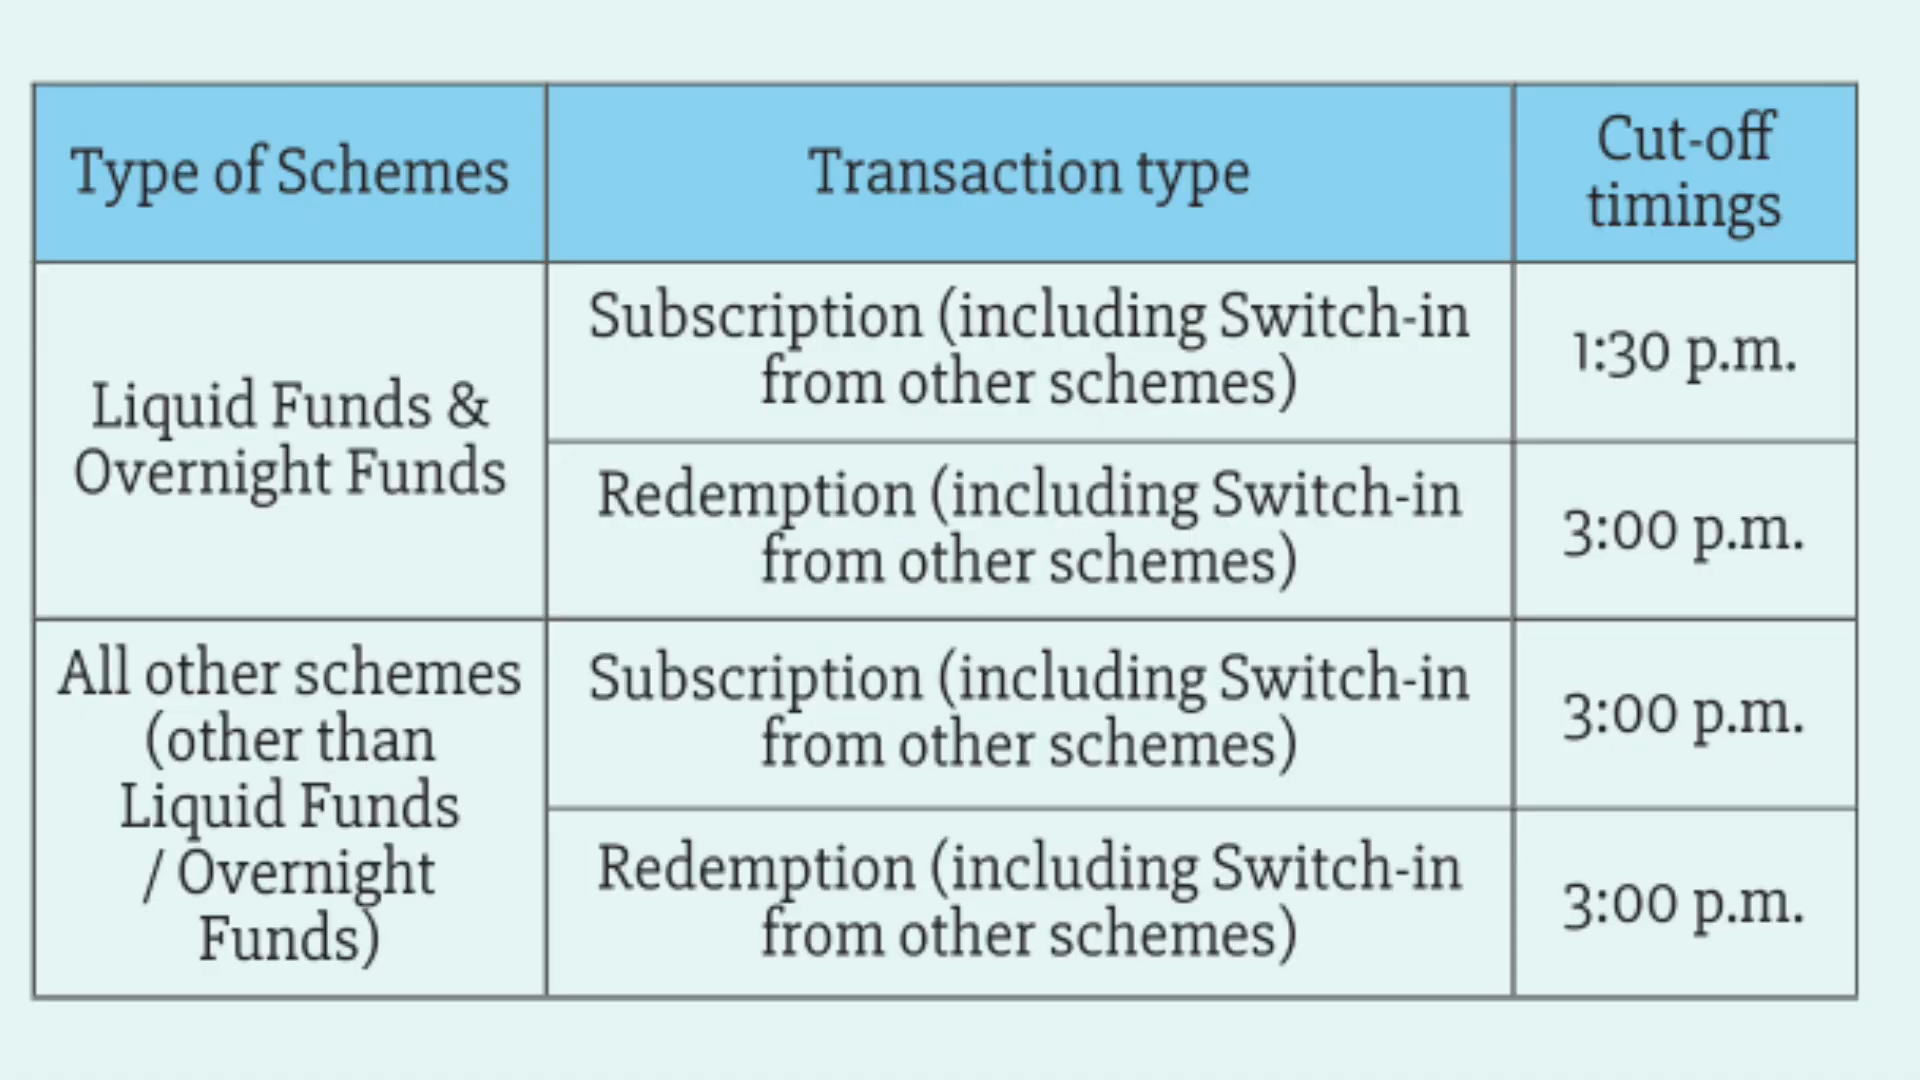 Type of Schemes
Transaction type
Cut-off
timings
Liquid Funds &
Overnight Funds
Subscription (including Switch-in
from other schemes)
1:30 p.m.
Redemption (including Switch-in
from other schemes)
3:00 p.m.
All other schemes
(other than
Liquid Funds
/ Overnight
Funds)
Subscription (including Switch-in
from other schemes)
3:00 p.m.
Redemption (including Switch-in
from other schemes)
3:00 p.m.